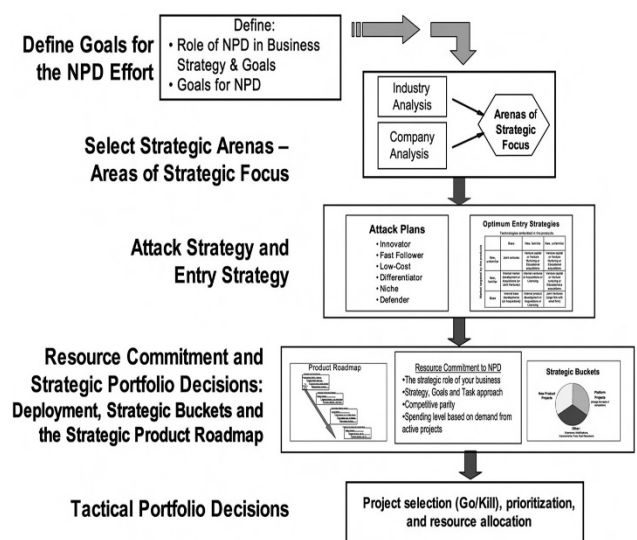 Define Goals for
the NPD Effort
Define:
• Role of NPD in Business
Strategy & Goals
• Goals for NPD
Select Strategic Arenas –
Areas of Strategic Focus
Industry
Analysis
Company
Analysis
Arenas of
Strategic
Focus
Attack Strategy and
Entry Strategy
Attack Plans
• Innovator
• Fast Follower
• Low-Cost
• Differentiator
• Niche
• Defender
Optimum Entry Strategies
Resource Commitment and
Strategic Portfolio Decisions:
Deployment, Strategic Buckets and
the Strategic Product Roadmap
Product Roadmap
Resource Commitment to NPD
•The strategic role of your business
•Strategy, Goals and Task approach
•Competitive parity
•Spending level based on demand from
active projects
Strategic Buckets
New Product
Projects
Platform
Projects
Other
Tactical Portfolio Decisions
Project selection (Go/Kill), prioritization,
and resource allocation